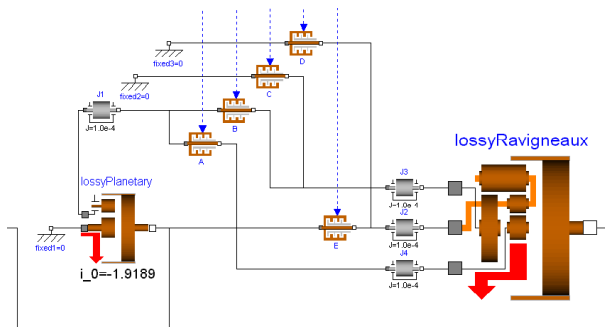 D
fixed3=0
C
fixed2=0
J1
J=1.0e-4
B
A
lossyRavigneaux
lossyPlanetary
J3
J=1.0e-4
J2
J=1.0e-4
E
fixed1=0
i_0=-1.9189
J4
J=1.0e-4